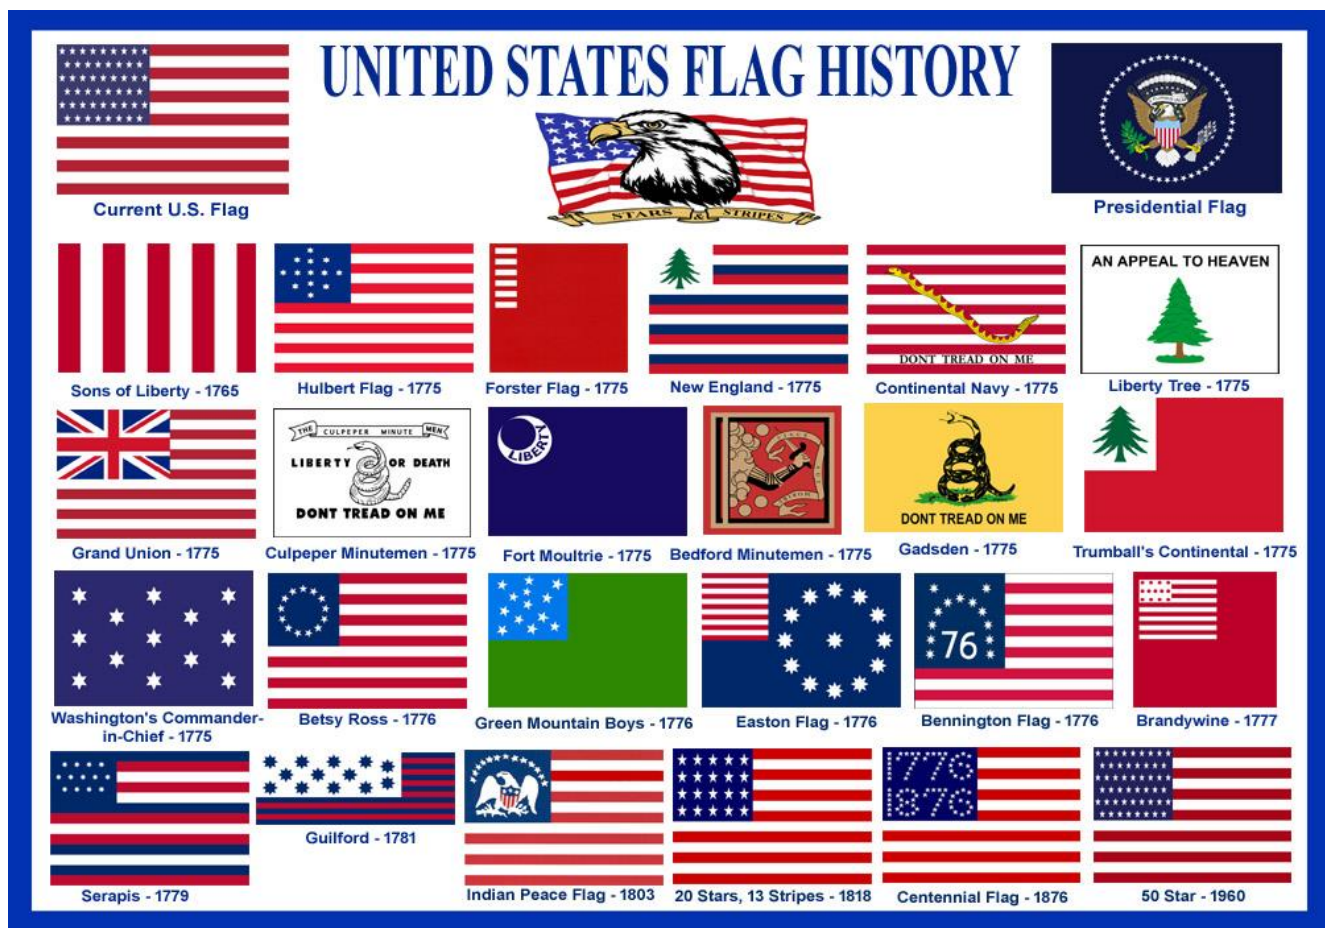 UNITED STATES FLAG HISTORY
STARS & STRIPES
Current U.S. Flag
Presidential Flag
AN APPEAL TO HEAVEN
DONT TREAD ON ME
Sons of Liberty - 1765
Hulbert Flag - 1775
Forster Flag - 1775
New England - 1775
Continental Navy - 1775
Liberty Tree - 1775
THE CULPEPER MINUTE MEN
LIBERTY OR DEATH
DONT TREAD ON ME
LIBERTY
DONT TREAD ON ME
Grand Union - 1775
Culpeper Minutemen - 1775
Fort Moultrie - 1775
Bedford Minutemen - 1775
Gadsden - 1775
Trumball's Continental - 1775
76
Washington's Commander-
in-Chief - 1775
Betsy Ross - 1776
Green Mountain Boys - 1776
Easton Flag - 1776
Bennington Flag - 1776
Brandywine - 1777
1776
1876
Guilford - 1781
Serapis - 1779
Indian Peace Flag - 1803
20 Stars, 13 Stripes - 1818
Centennial Flag - 1876
50 Star - 1960